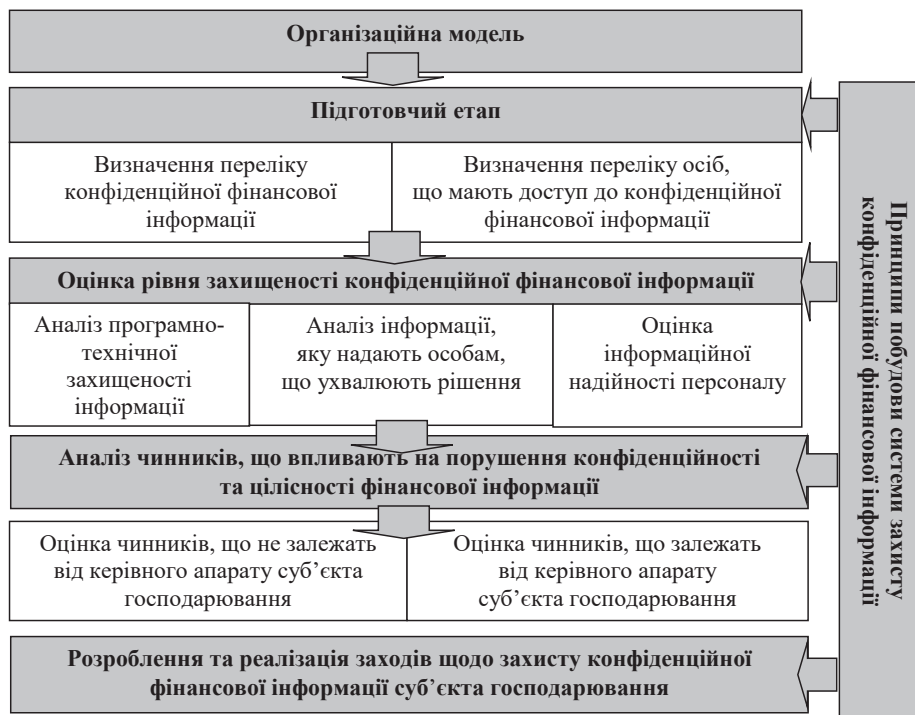 Організаційна модель
Підготовчий етап
Визначення переліку
конфіденційної фінансової
інформації
Визначення переліку осіб,
що мають доступ до конфіденційної
фінансової інформації
Оцінка рівня захищеності конфіденційної фінансової інформації
Аналіз програмно-
технічної
захищеності
інформації
Аналіз інформації,
яку надають особам,
що ухвалюють рішення
Оцінка
інформаційної
надійності персоналу
Аналіз чинників, що впливають на порушення конфіденційності
та цілісності фінансової інформації
Оцінка чинників, що не залежать
від керівного апарату суб’єкта
господарювання
Оцінка чинників, що залежать
від керівного апарату
суб’єкта господарювання
Розроблення та реалізація заходів щодо захисту конфіденційної
фінансової інформації суб’єкта господарювання
Принципи побудови системи захисту
конфіденційної фінансової інформації